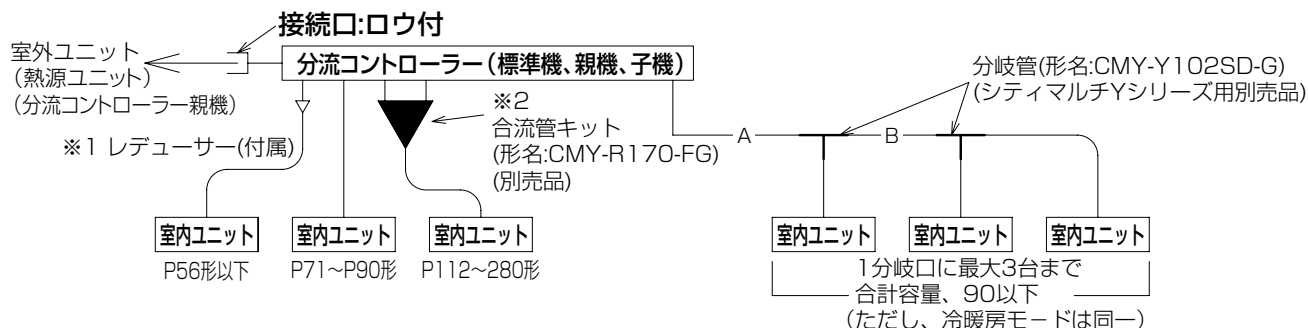 接続口:ロウ付
室外ユニット
(熱源ユニット)
(分流コントローラー親機)
分流コントローラー(標準機、親機、子機)
※1 レデューサー(付属)
※2
合流管キット
(形名:CMY-R170-FG)
(別売品)
分岐管(形名:CMY-Y102SD-G)
(シティマルチYシリーズ用別売品)
A
B
室内ユニット
P56形以下
室内ユニット
P71~P90形
室内ユニット
P112~280形
室内ユニット
室内ユニット
室内ユニット
1分岐口に最大3台まで
合計容量、90以下
(ただし、冷暖房モードは同一)